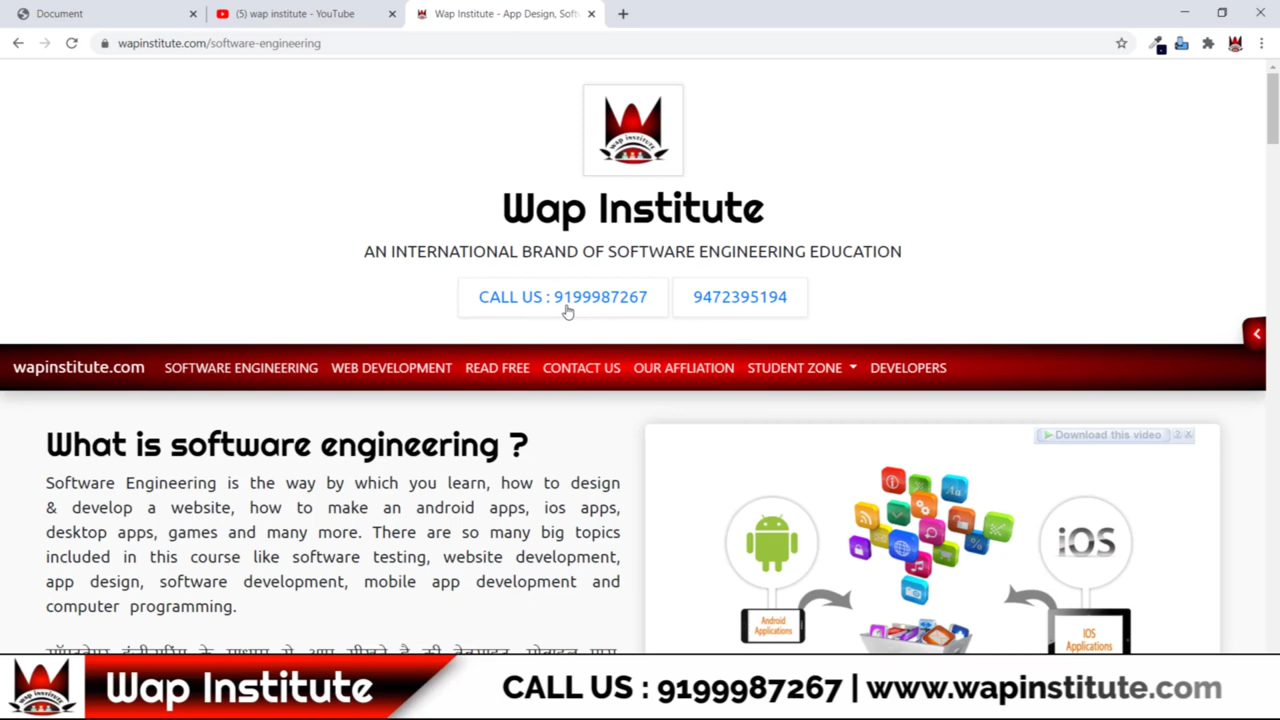 Document
(5) wap institute - YouTube
Wap Institute - App Design, Soft
wapinstitute.com/software-engineering
wap institute
Wap Institute
AN INTERNATIONAL BRAND OF SOFTWARE ENGINEERING EDUCATION
CALL US : 9199987267
9472395194
wapinstitute.com SOFTWARE ENGINEERING WEB DEVELOPMENT READ FREE CONTACT US OUR AFFLIATION STUDENT ZONE DEVELOPERS
What is software engineering ?
Software Engineering is the way by which you learn, how to design
& develop a website, how to make an android apps, ios apps,
desktop apps, games and many more. There are so many big topics
included in this course like software testing, website development,
app design, software development, mobile app development and
computer programming.
Download this video
iOS
Android
Applications
IOS
Applications
Wap Institute
CALL US : 9199987267 | www.wapinstitute.com